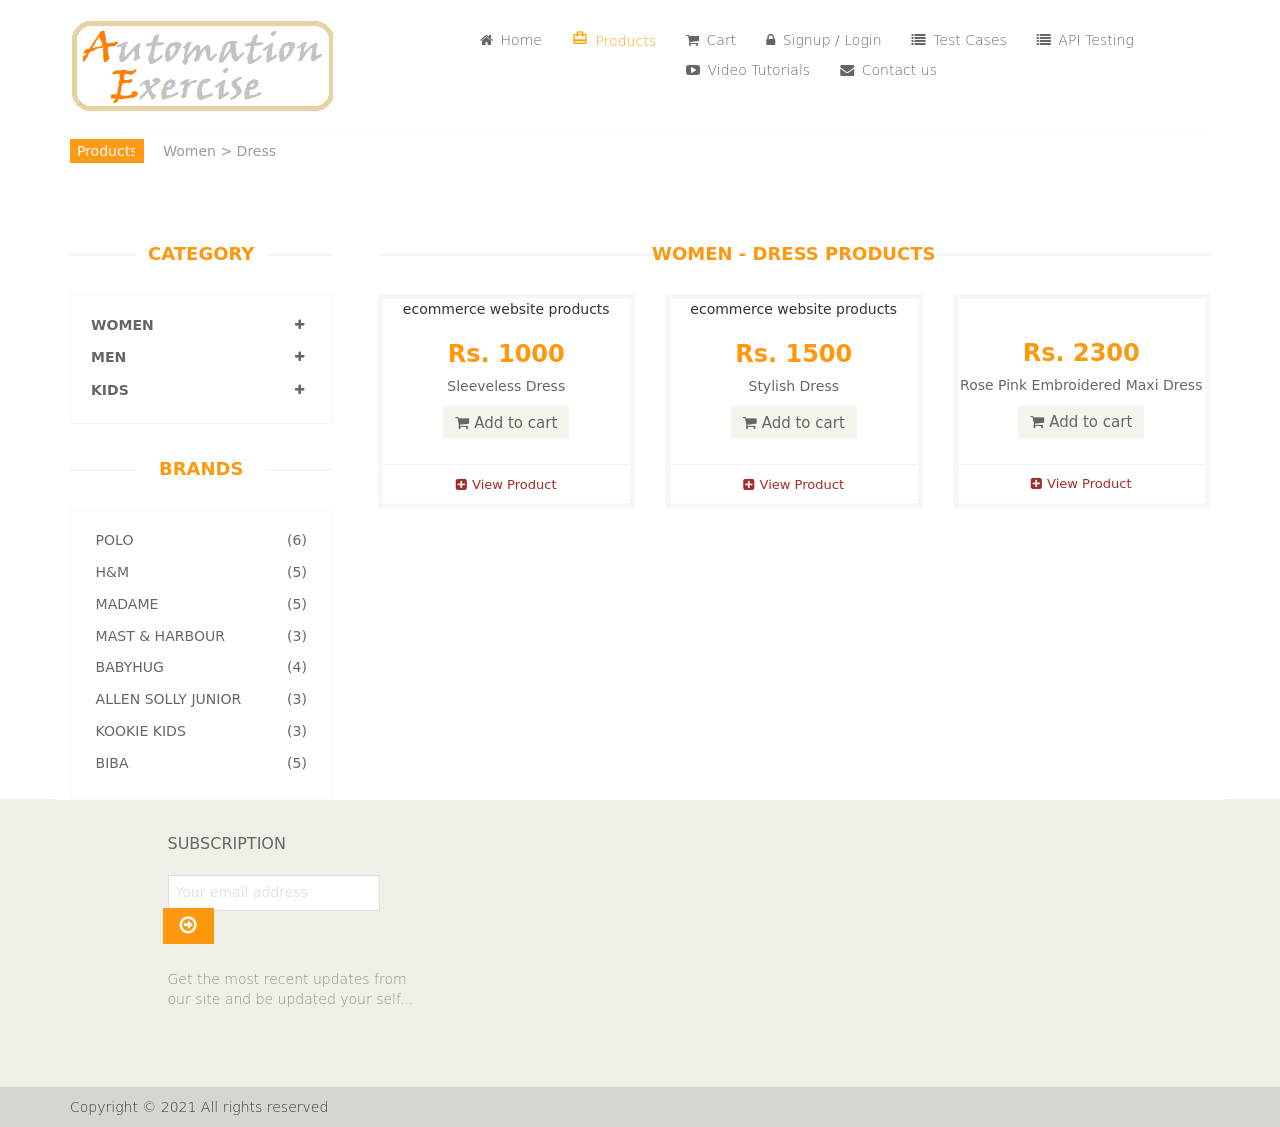 Automation
Exercise
Home
Products
Cart
Signup / Login
Test Cases
API Testing
Video Tutorials
Contact us
Products
Women > Dress
CATEGORY
WOMEN
MEN
KIDS
BRANDS
POLO (6)
H&M (5)
MADAME (5)
MAST & HARBOUR (3)
BABYHUG (4)
ALLEN SOLLY JUNIOR (3)
KOOKIE KIDS (3)
BIBA (5)
WOMEN - DRESS PRODUCTS
ecommerce website products
Rs. 1000
Sleeveless Dress
Add to cart
View Product
ecommerce website products
Rs. 1500
Stylish Dress
Add to cart
View Product
Rs. 2300
Rose Pink Embroidered Maxi Dress
Add to cart
View Product
SUBSCRIPTION
Your email address
Get the most recent updates from
our site and be updated your self...
Copyright © 2021 All rights reserved